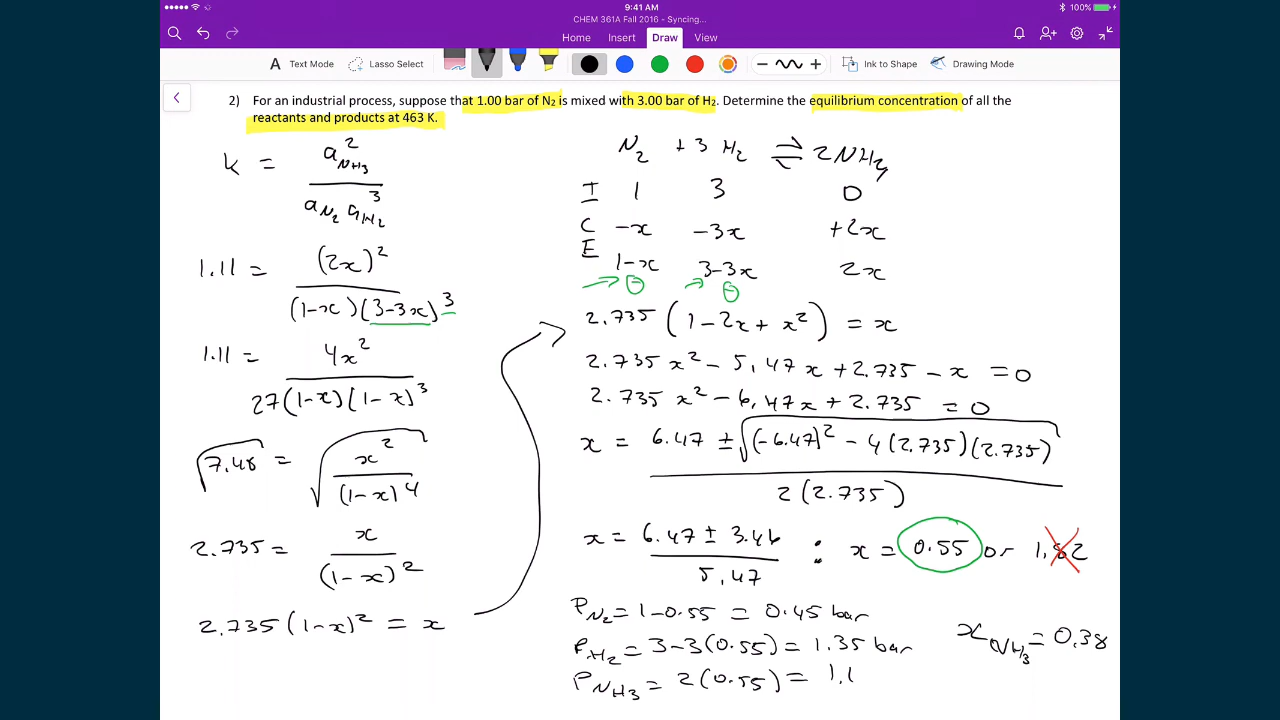 9:41 AM
100%
CHEM 361A Fall 2016 - Syncing...
Home Insert Draw View
A Text Mode Lasso Select Ink to Shape Drawing Mode
2) For an industrial process, suppose that 1.00 bar of N₂ is mixed with 3.00 bar of H₂. Determine the equilibrium concentration of all the
reactants and products at 463 K.
K = a²NH₃ / aN₂ a³H₂
1.11 = (2x)² / (1-x)(3-3x)³
1.11 = 4x² / 27(1-x)(1-x)³
√7.48 = √(x² / (1-x)⁴)
2.735 = x / (1-x)²
2.735(1-x)² = x
N₂ + 3H₂ ⇌ 2NH₃
I 1 3 0
C -x -3x +2x
E 1-x 3-3x 2x
2.735 (1-2x+x²) = x
2.735x² - 5.47x + 2.735 - x = 0
2.735x² - 6.47x + 2.735 = 0
x = 6.47 ± √((-6.47)² - 4(2.735)(2.735)) / 2(2.735)
x = 6.47 ± 3.46 / 5.47 : x = 0.55 or 1.82
PN₂ = 1-0.55 = 0.45 bar
PH₂ = 3-3(0.55) = 1.35 bar
PNH₃ = 2(0.55) = 1.1
xNH₃ = 0.38